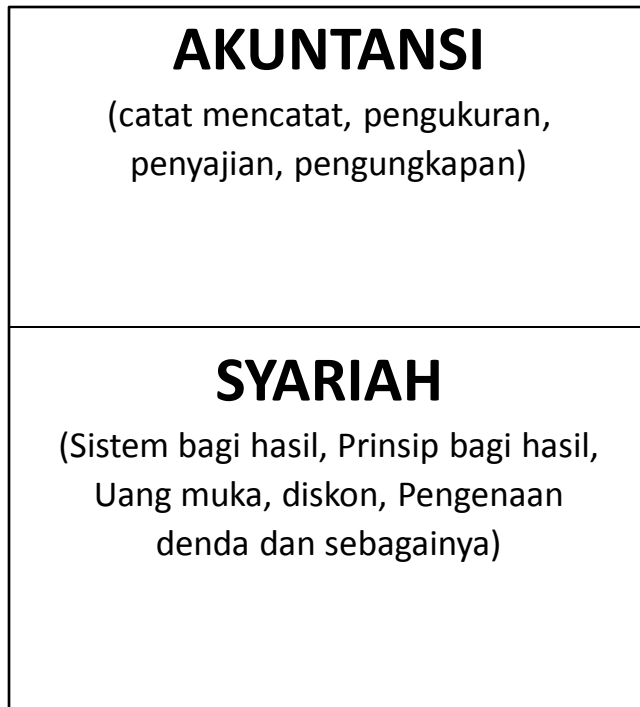 AKUNTANSI
(catat mencatat, pengukuran,
penyajian, pengungkapan)
SYARIAH
(Sistem bagi hasil, Prinsip bagi hasil,
Uang muka, diskon, Pengenaan
denda dan sebagainya)